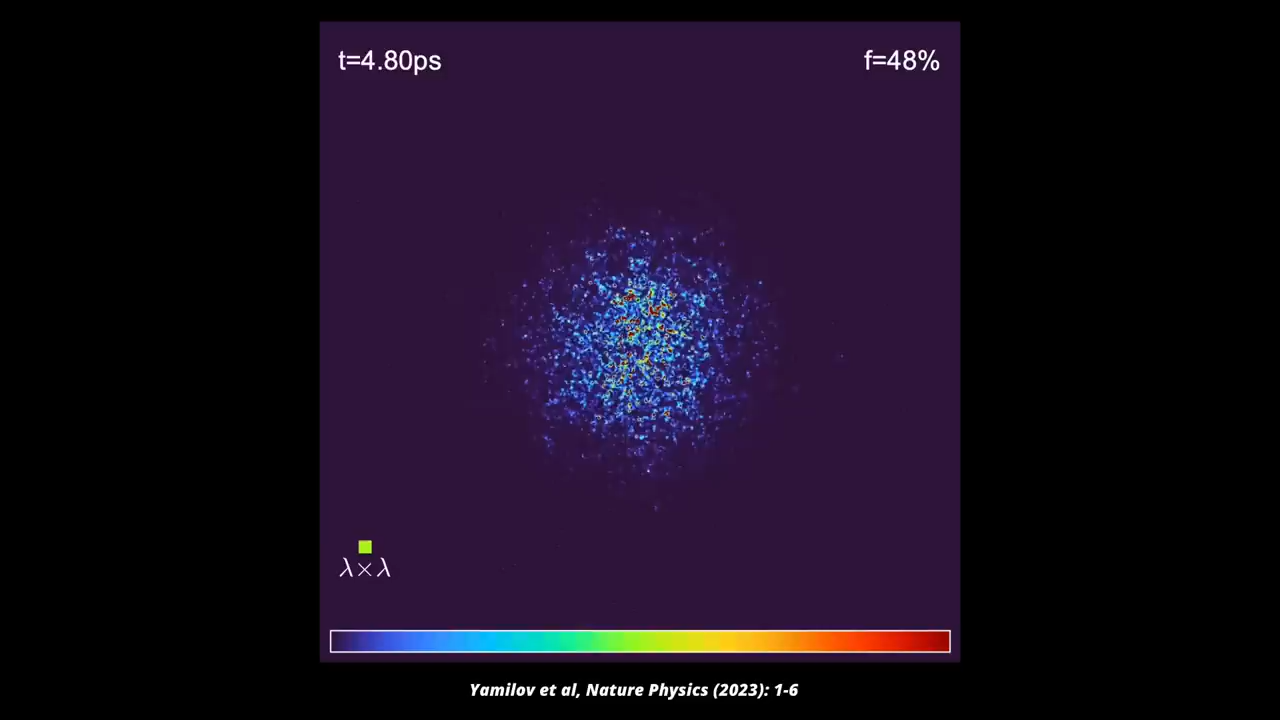 t=4.80ps
f=48%
λ×λ
Yamilov et al, Nature Physics (2023): 1-6